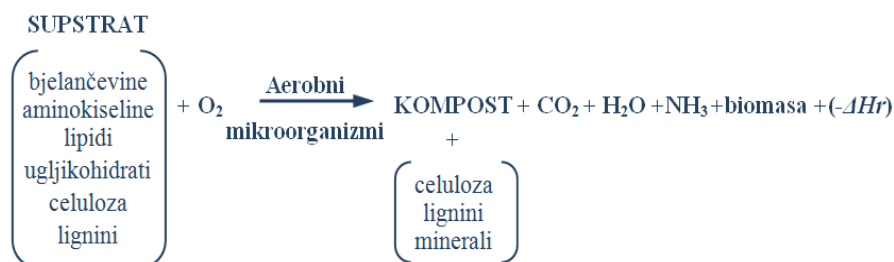 SUPSTRAT
bjelančevine
aminokiseline
lipidi
ugljikohidrati
celuloza
lignini
+ O₂
Aerobni
mikroorganizmi
KOMPOST + CO₂ + H₂O +NH₃ +biomasa +(-ΔHr)
+
celuloza
lignini
minerali